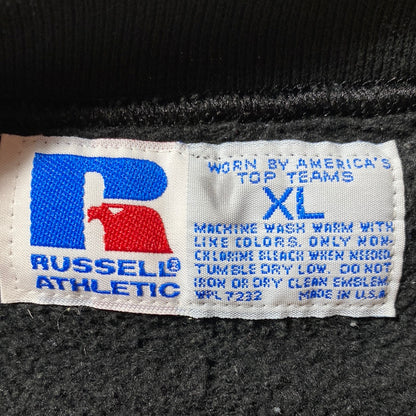 R
RUSSELL®
ATHLETIC
WORN BY AMERICA'S
TOP TEAMS
XL
MACHINE WASH WARM WITH
LIKE COLORS. ONLY NON-
CHLORINE BLEACH WHEN NEEDED.
TUMBLE DRY LOW. DO NOT
IRON OR DRY CLEAN EMBLEM.
WPL 7232 MADE IN U.S.A.